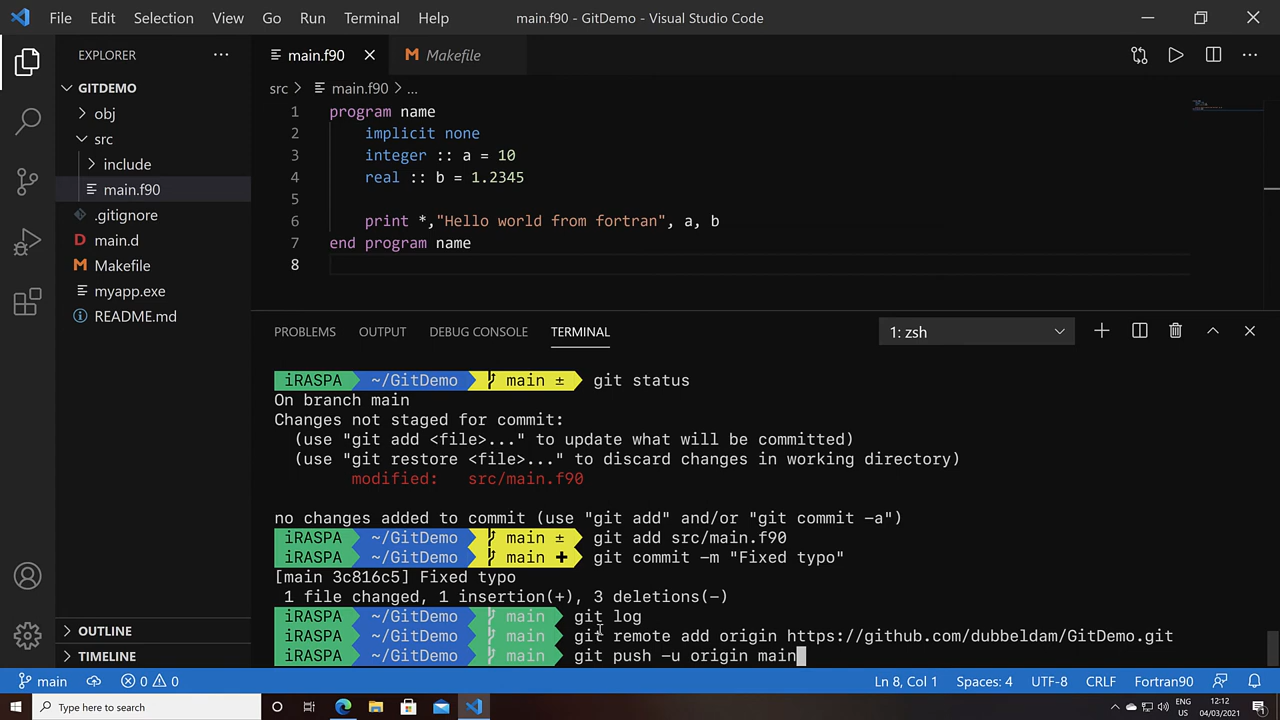 File Edit Selection View Go Run Terminal Help main.f90 - GitDemo - Visual Studio Code
EXPLORER
GITDEMO
obj
src
include
main.f90
.gitignore
main.d
Makefile
myapp.exe
README.md
OUTLINE
TIMELINE
main.f90 Makefile
src main.f90 ...
1 program name
2 implicit none
3 integer :: a = 10
4 real :: b = 1.2345
5
6 print *,"Hello world from fortran", a, b
7 end program name
8
PROBLEMS OUTPUT DEBUG CONSOLE TERMINAL 1: zsh
iRASPA ~/GitDemo main ± git status
On branch main
Changes not staged for commit:
(use "git add <file>..." to update what will be committed)
(use "git restore <file>..." to discard changes in working directory)
modified: src/main.f90
no changes added to commit (use "git add" and/or "git commit -a")
iRASPA ~/GitDemo main ± git add src/main.f90
iRASPA ~/GitDemo main ✚ git commit -m "Fixed typo"
[main 3c816c5] Fixed typo
1 file changed, 1 insertion(+), 3 deletions(-)
iRASPA ~/GitDemo main git log
iRASPA ~/GitDemo main git remote add origin https://github.com/dubbeldam/GitDemo.git
iRASPA ~/GitDemo main git push -u origin main
main 0 0 Ln 8, Col 1 Spaces: 4 UTF-8 CRLF Fortran90
Type here to search ENG US 12:12 04/03/2021